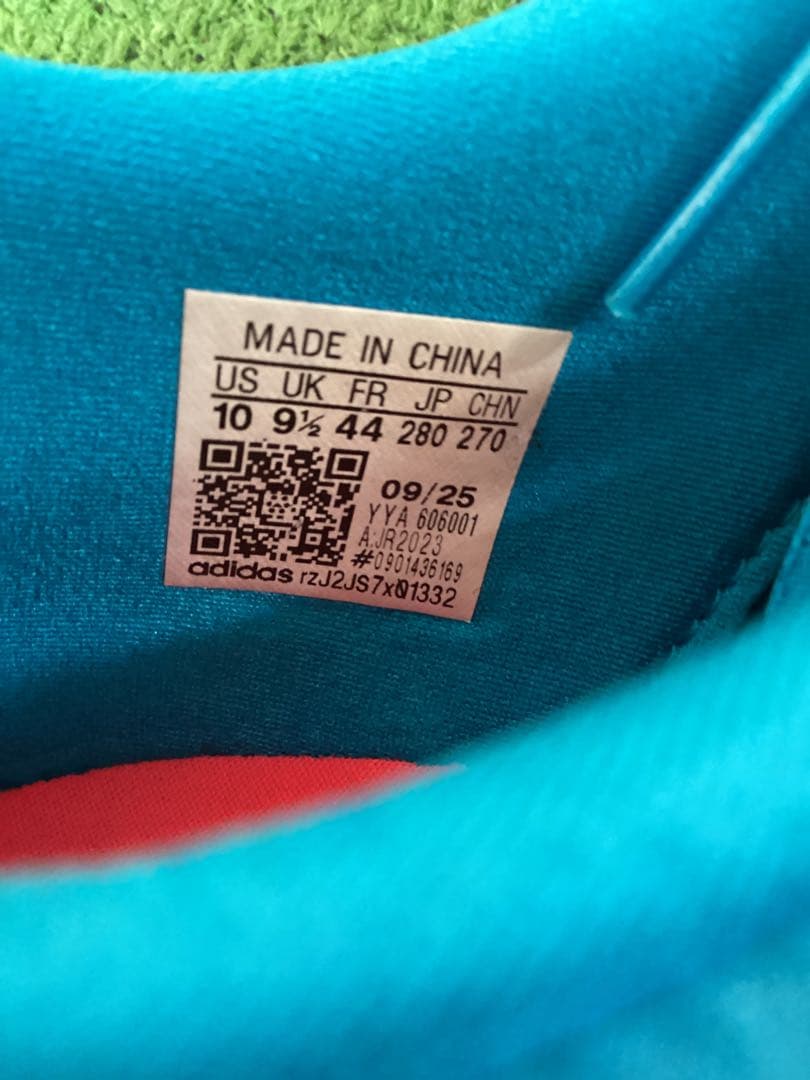 MADE IN CHINA
US UK FR JP CHN
10 9½ 44 280 270
09/25
YYA 606001
A:JR2023
#0901436169
adidas rzJ2JS7x01332